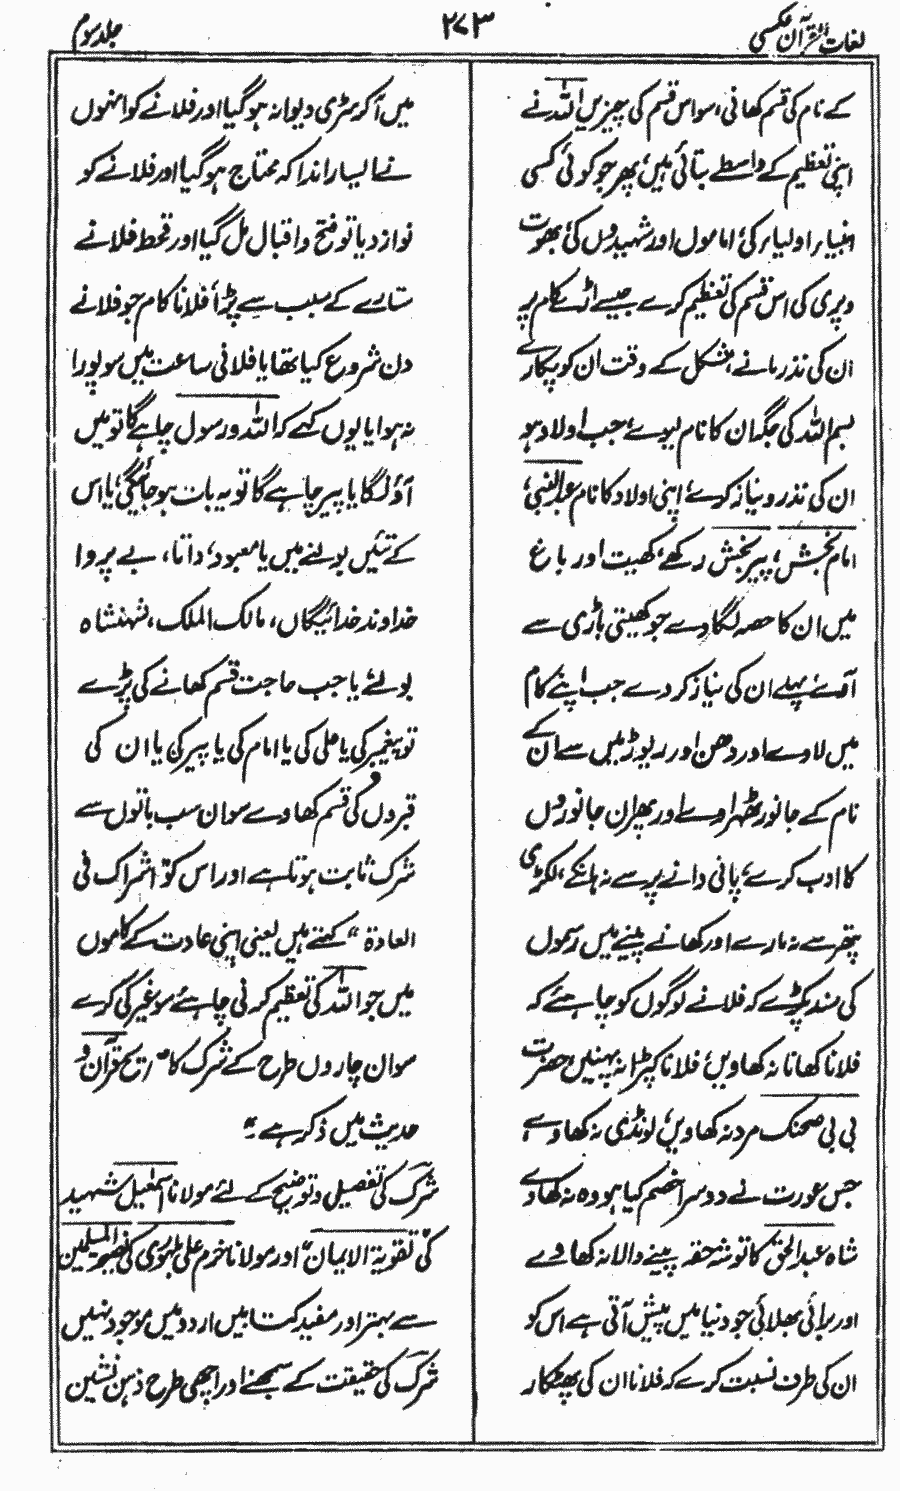 لغات القرآن عکسی
۲۷۳
جلد سوم
کے نام کی قسم کھانی، سو اس قسم کی چیزیں اللہ نے
اپنی تعظیم کے واسطے بتائی ہیں، پھر جو کوئی کسی
انبیاء اولیاء کی، اماموں اور شہیدوں کی، بھوت
و پری کی اس قسم کی تعظیم کرے جیسے اڑے کام پر
ان کی نذر مانے، مشکل کے وقت ان کو پکارے
بسم اللہ کی جگہ ان کا نام لیوے، جب اولاد ہو
ان کی نذر و نیاز کرے، اپنی اولاد کا نام عبدالنبی،
امام بخش، پیر بخش رکھے، کھیت اور باغ
میں ان کا حصہ لگاوے جو کھیتی باڑی سے
آوے، پہلے ان کی نیاز کر دے جب اپنے کام
میں لاوے اور دھن اور ریوڑ میں سے ان کے
نام کے جانور ٹھہراوے اور پھر ان جانوروں
کا ادب کرے، پانی دانے پر سے نہ ہانکے، لکڑی
پتھر سے نہ مارے اور کھانے پینے میں رسموں
کی سند پکڑے کہ فلانے لوگوں کو چاہئے کہ
فلانا کھانا نہ کھاویں، فلانا کپڑا نہ پہنیں، حضرت
بی بی صحنک مرد نہ کھاویں، لونڈی نہ کھاوے،
جس عورت نے دوسرا خصم کیا ہو وہ نہ کھاوے
شاہ عبدالحق کا توشہ حقہ پینے والا نہ کھاوے
اور برائی بھلائی جو دنیا میں پیش آتی ہے اس کو
ان کی طرف نسبت کرے کہ فلانا ان کی پھٹکار
میں آ کر سڑی دیوانہ ہو گیا اور فلانے کو انہوں
نے ایسا راندا کہ محتاج ہو گیا اور فلانے کو
نواز دیا تو فتح و اقبال مل گیا اور قحط فلانے
ستارے کے سبب سے پڑا، فلانا کام جو فلانے
دن شروع کیا تھا یا فلانی ساعت میں سو پورا
نہ ہوا یا یوں کہے کہ اللہ و رسول چاہے گا تو میں
آؤں گا یا پیر چاہے گا تو یہ بات ہو جائیگی، یا اس
کے تئیں بولنے میں یا معبود، داتا، بے پروا
خداوند خدائیگاں، مالک الملک، شہنشاہ
بولئے یا جب حاجت قسم کھانے کی پڑے
تو پیغمبر کی یا علی کی یا امام کی یا پیر کی یا ان کی
قبروں کی قسم کھاوے سو ان سب باتوں سے
شرک ثابت ہوتا ہے اور اس کو "اشراک فی
العادۃ" کہتے ہیں یعنی اپنی عادت کے کاموں
میں جو اللہ کی تعظیم کرنی چاہئے سو غیر کی کرے
سو ان چاروں طرح کے شرک کا صریح قرآن و
حدیث میں ذکر ہے"۔
شرک کی تفصیل و توضیح کے لئے مولانا اسمٰعیل شہید
کی "تقویۃ الایمان" اور مولانا خرم علی بلہوری کی نصیحۃ المسلمین
سے بہتر اور مفید کتابیں اردو میں موجود نہیں
شرک کی حقیقت کے سمجھنے اور اچھی طرح ذہن نشین